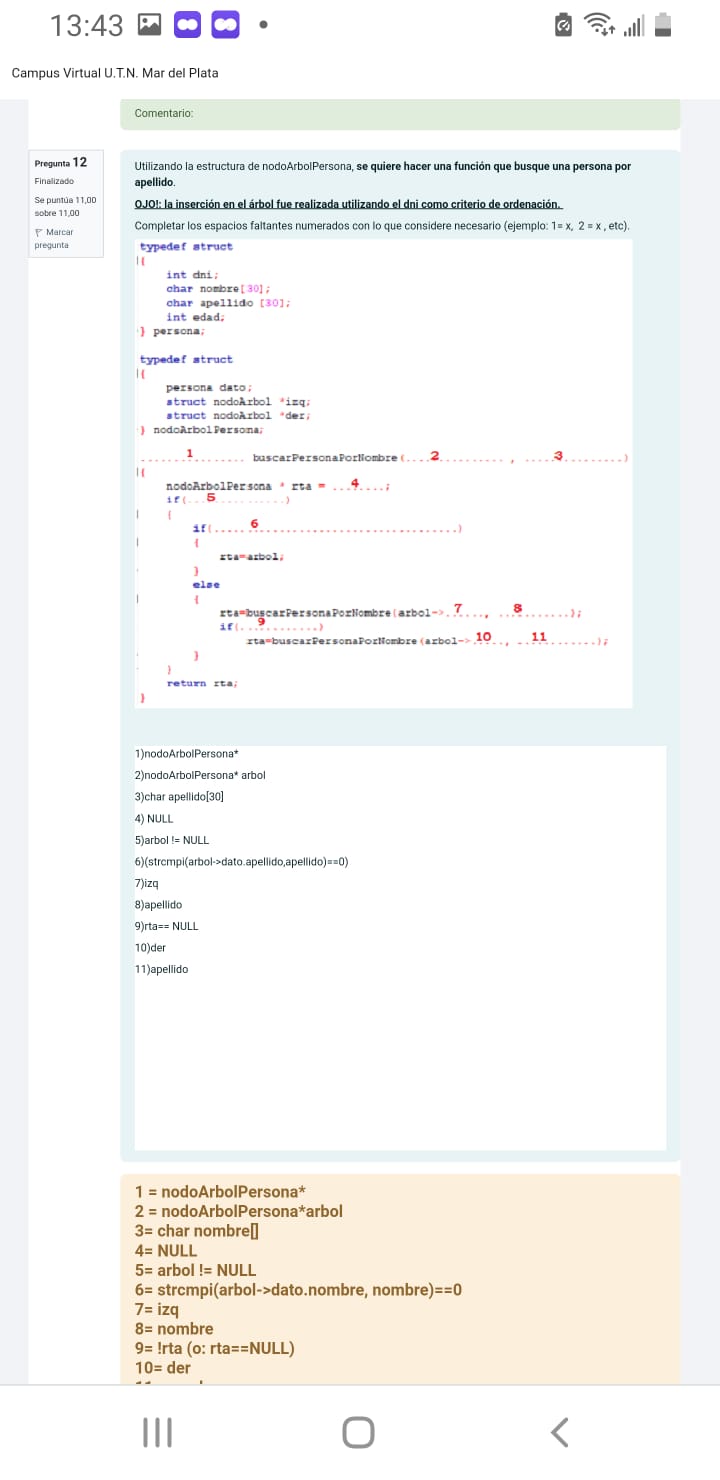 13:43
Campus Virtual U.T.N. Mar del Plata
Comentario:
Pregunta 12
Finalizado
Se puntúa 11,00
sobre 11,00
Marcar
pregunta
Utilizando la estructura de nodoArbolPersona, se quiere hacer una función que busque una persona por
apellido.
OJO!: la inserción en el árbol fue realizada utilizando el dni como criterio de ordenación.
Completar los espacios faltantes numerados con lo que considere necesario (ejemplo: 1= x, 2 = x , etc).
typedef struct
{
int dni;
char nombre[30];
char apellido [30];
int edad;
} persona;
typedef struct
{
persona dato;
struct nodoArbol *izq;
struct nodoArbol *der;
} nodoArbolPersona;
.......1......... buscarPersonaPorNombre(....2..........., .....3..........)
{
nodoArbolPersona * rta = ...4....;
if(...5...........)
{
if(.....6.............................)
{
rta=arbol;
}
else
{
rta=buscarPersonaPorNombre(arbol->.7...., ..8.......);
if(...9.........)
rta=buscarPersonaPorNombre(arbol->.10..., ..11.......);
}
}
return rta;
}
1)nodoArbolPersona*
2)nodoArbolPersona* arbol
3)char apellido[30]
4) NULL
5)arbol != NULL
6)(strcmpi(arbol->dato.apellido,apellido)==0)
7)izq
8)apellido
9)rta== NULL
10)der
11)apellido
1 = nodoArbolPersona*
2 = nodoArbolPersona*arbol
3= char nombre[]
4= NULL
5= arbol != NULL
6= strcmpi(arbol->dato.nombre, nombre)==0
7= izq
8= nombre
9= !rta (o: rta==NULL)
10= der